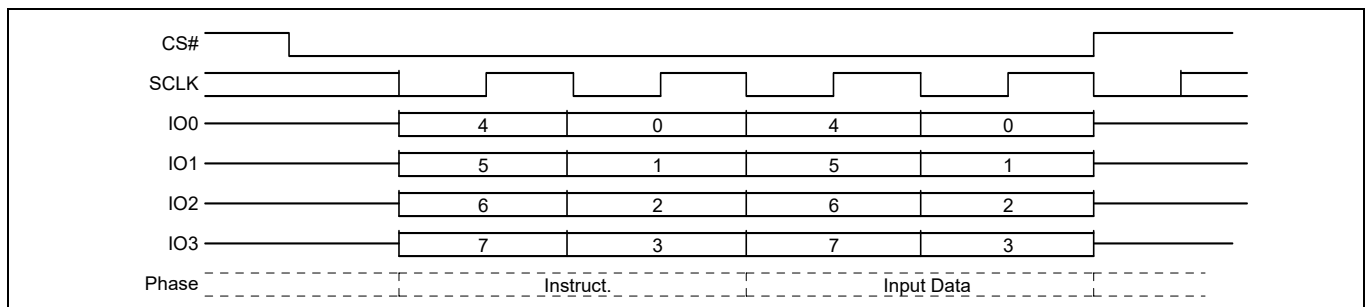 CS#
SCLK
IO0 4 0 4 0
IO1 5 1 5 1
IO2 6 2 6 2
IO3 7 3 7 3
Phase Instruct. Input Data